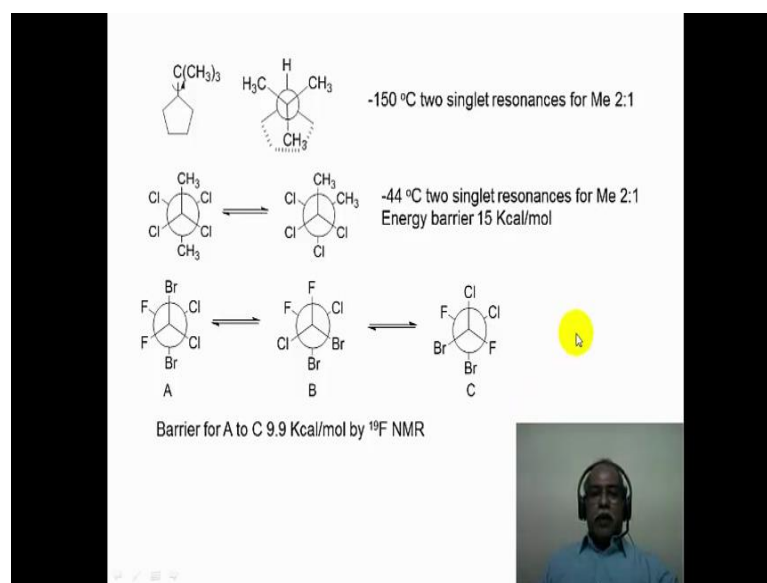 C(CH3)3
H
H3C CH3
CH3
-150 ºC two singlet resonances for Me 2:1
CH3 CH3
Cl Cl Cl CH3
Cl Cl Cl Cl
CH3 Cl
-44 ºC two singlet resonances for Me 2:1
Energy barrier 15 Kcal/mol
Br F Cl
F Cl F Cl F Cl
F Cl Cl Br Br F
Br Br Br
A B C
Barrier for A to C 9.9 Kcal/mol by 19F NMR